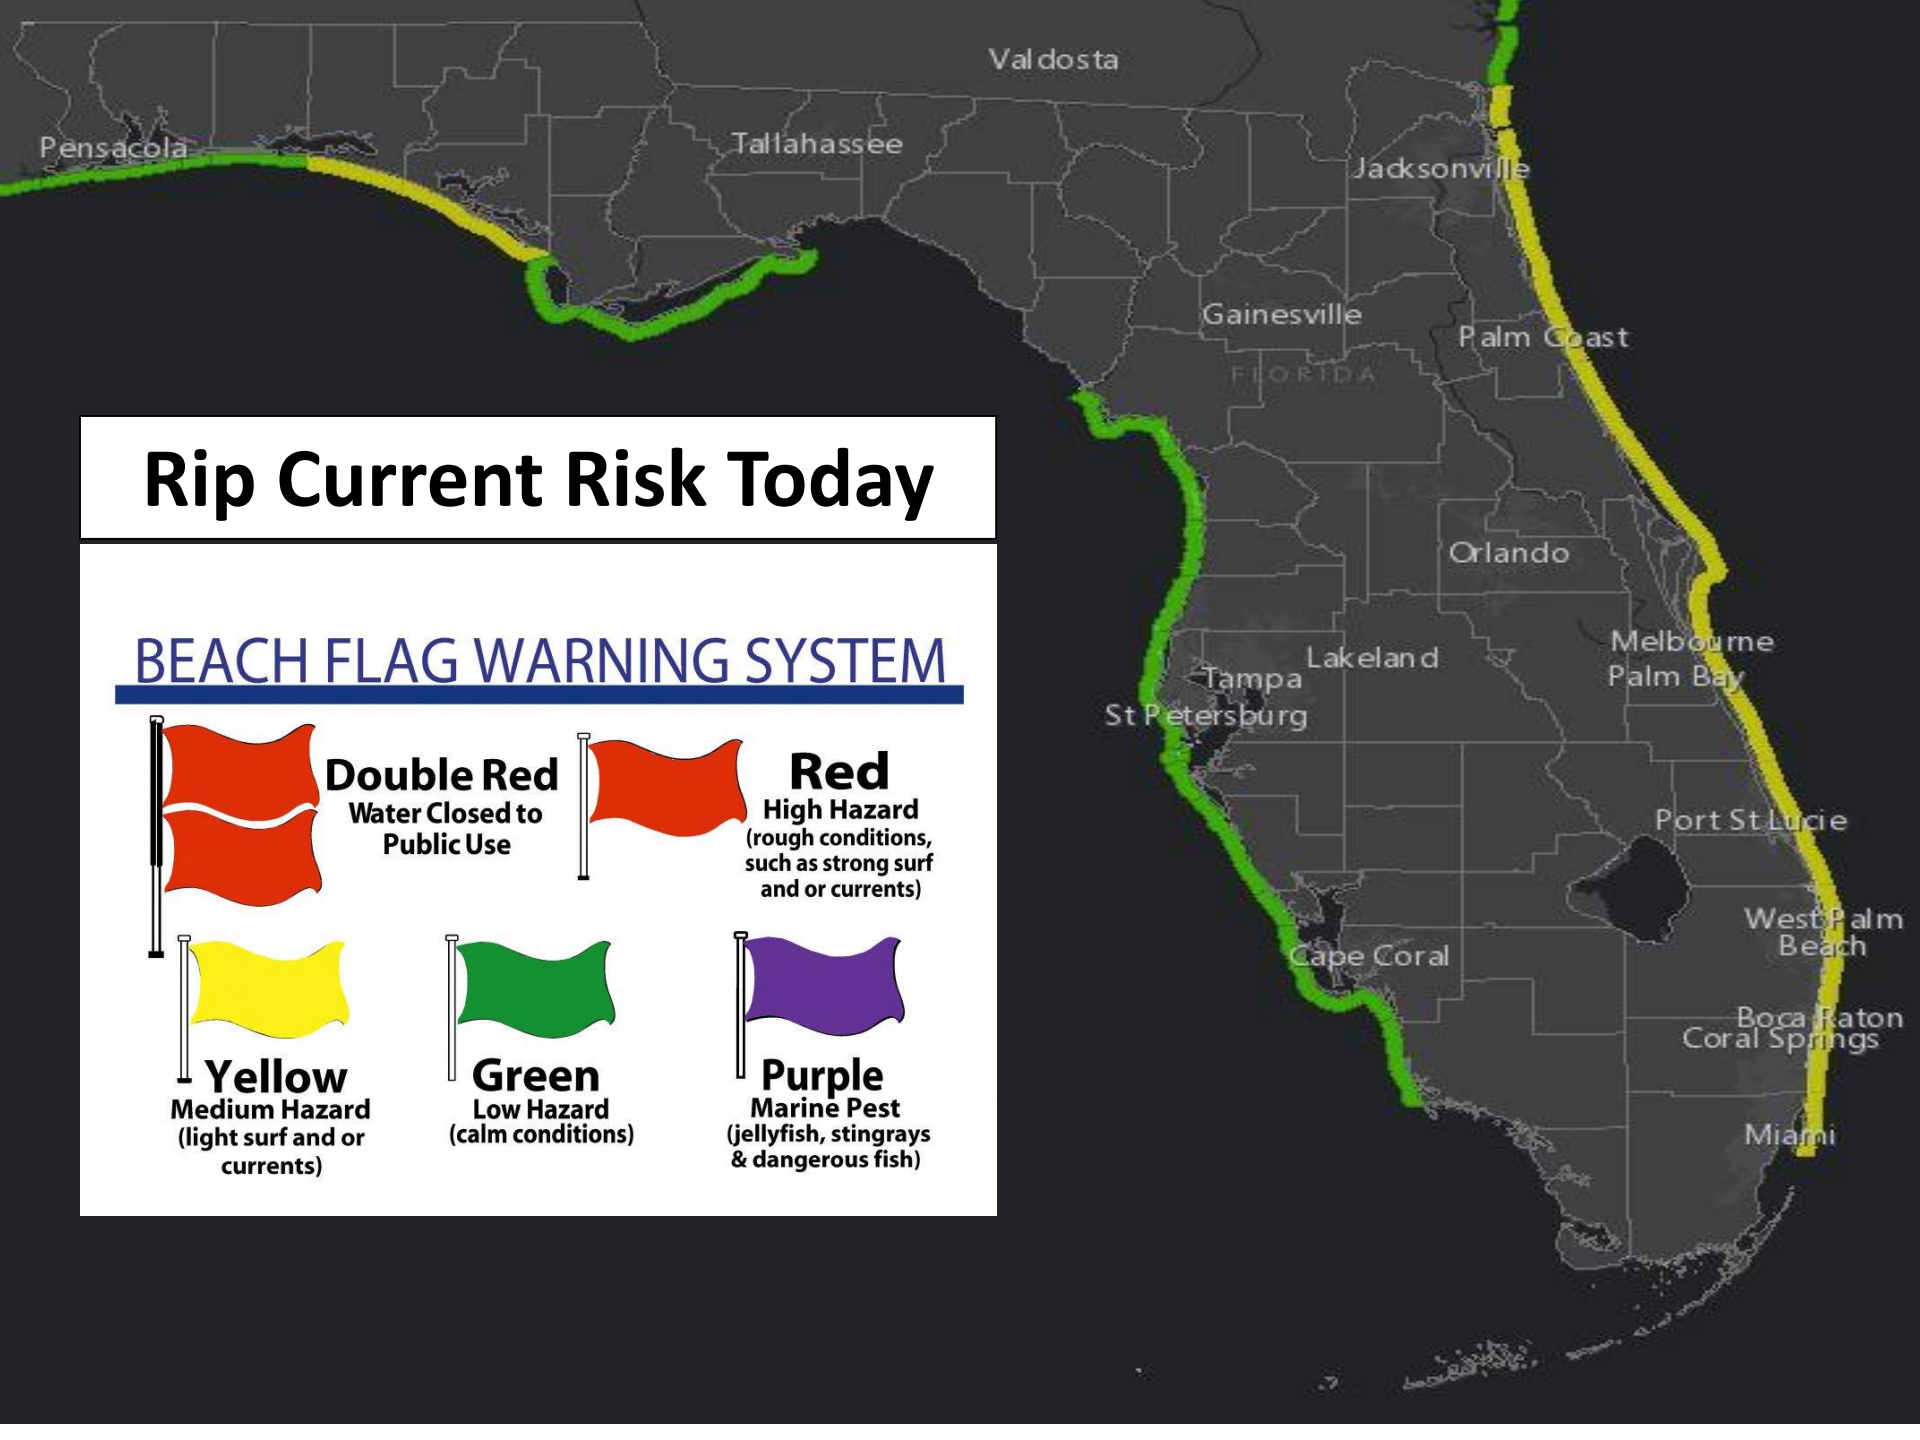 Valdosta
Pensacola
Tallahassee
Jacksonville
Gainesville
Palm Coast
FLORIDA
Rip Current Risk Today
BEACH FLAG WARNING SYSTEM
Double Red
Water Closed to
Public Use
Red
High Hazard
(rough conditions,
such as strong surf
and or currents)
Yellow
Medium Hazard
(light surf and or
currents)
Green
Low Hazard
(calm conditions)
Purple
Marine Pest
(jellyfish, stingrays
& dangerous fish)
Orlando
Melbourne
Lakeland
Tampa
Palm Bay
St Petersburg
Port St Lucie
West Palm
Beach
Cape Coral
Boca Raton
Coral Springs
Miami